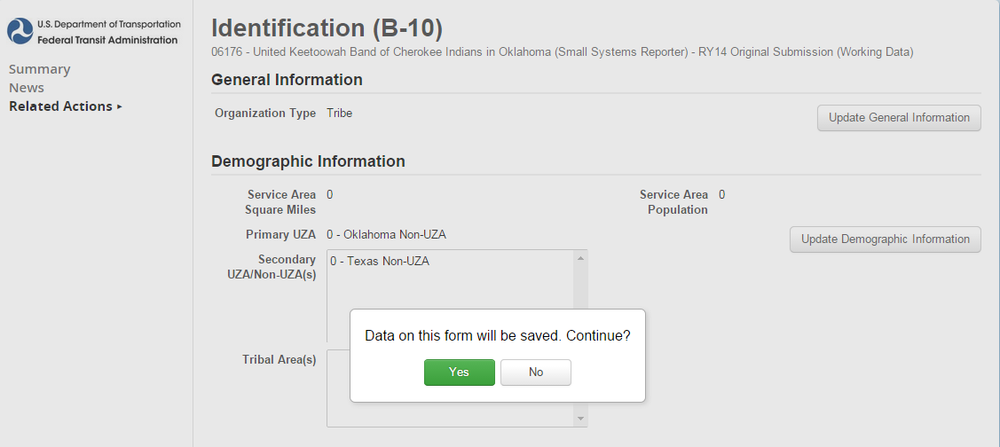 U.S. Department of Transportation
Federal Transit Administration
Summary
News
Related Actions ▸
Identification (B-10)
06176 - United Keetoowah Band of Cherokee Indians in Oklahoma (Small Systems Reporter) - RY14 Original Submission (Working Data)
General Information
Organization Type Tribe
Update General Information
Demographic Information
Service Area Square Miles 0
Service Area Population 0
Primary UZA 0 - Oklahoma Non-UZA
Update Demographic Information
Secondary UZA/Non-UZA(s) 0 - Texas Non-UZA
Data on this form will be saved. Continue?
Yes No
Tribal Area(s)